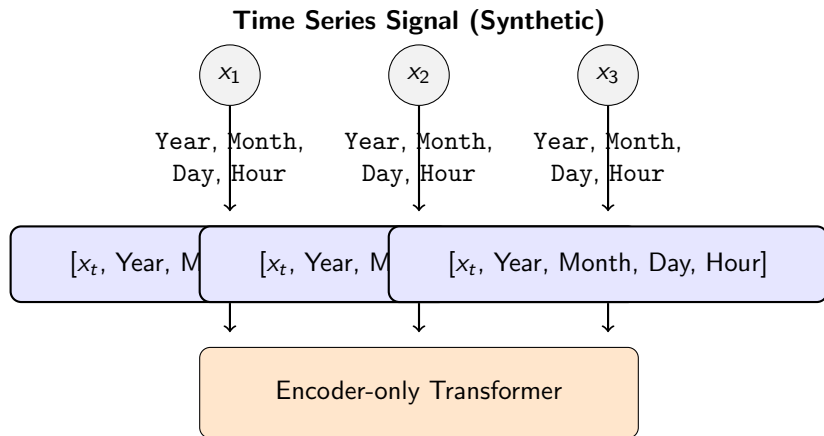 Time Series Signal (Synthetic)
x₁ x₂ x₃
Year, Month, Year, Month, Year, Month,
Day, Hour Day, Hour Day, Hour
[xₜ, Year, M [xₜ, Year, M [xₜ, Year, Month, Day, Hour]
Encoder-only Transformer